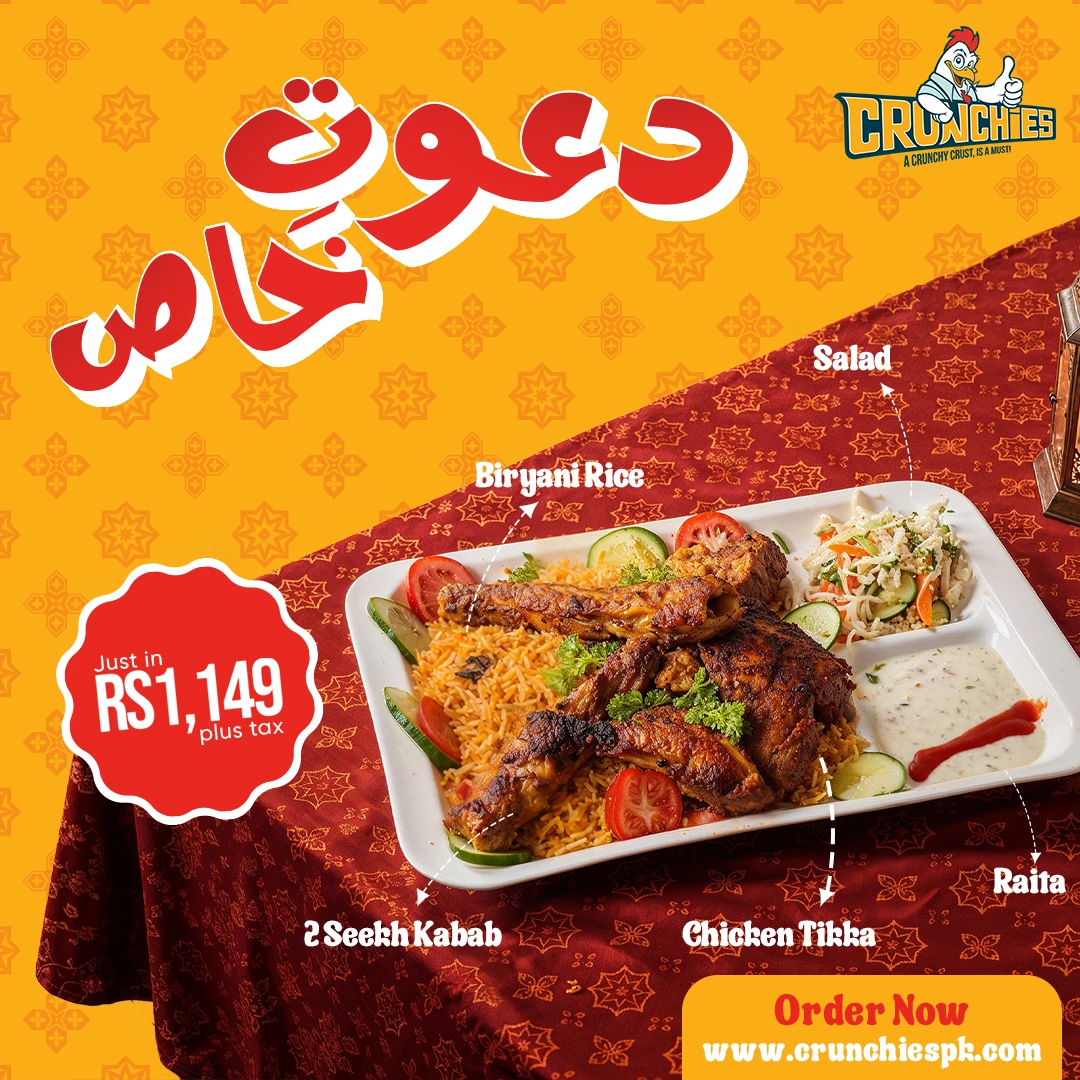 دعوتِ
خاص
CRUNCHIES
A CRUNCHY CRUST, IS A MUST!
Salad
Biryani Rice
Just in
RS1,149
plus tax
Raita
2 Seekh Kabab
Chicken Tikka
Order Now
www.crunchiespk.com